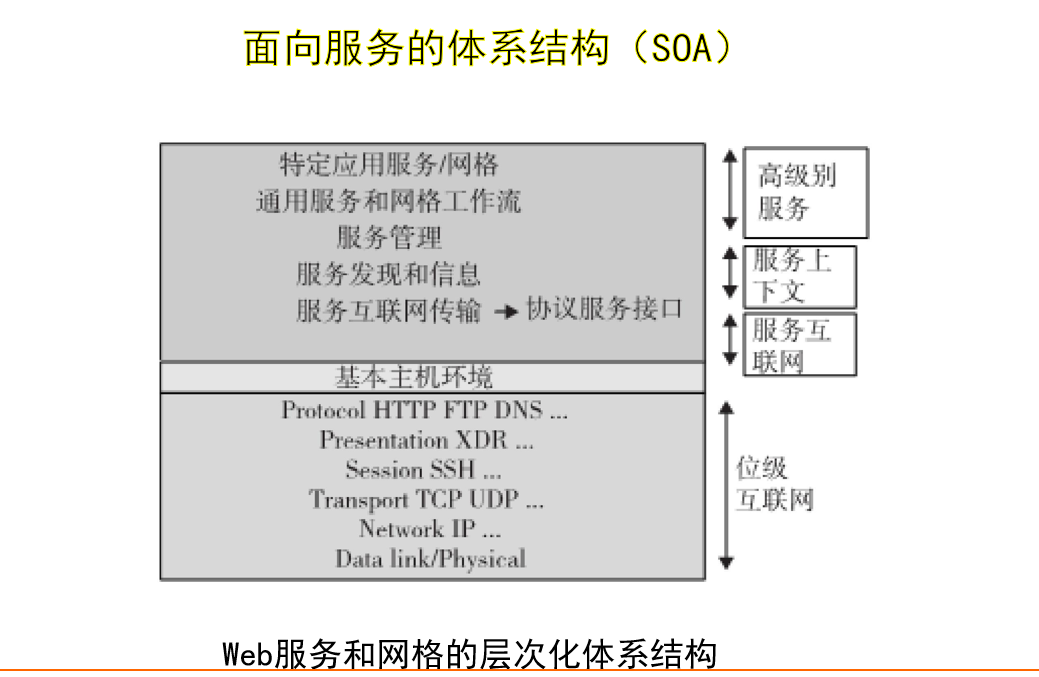 面向服务的体系结构（SOA）
特定应用服务/网格
通用服务和网格工作流
服务管理
服务发现和信息
服务互联网传输 → 协议服务接口
基本主机环境
Protocol HTTP FTP DNS ...
Presentation XDR ...
Session SSH ...
Transport TCP UDP ...
Network IP ...
Data link/Physical
高级别
服务
服务上
下文
服务互
联网
位级
互联网
Web服务和网格的层次化体系结构